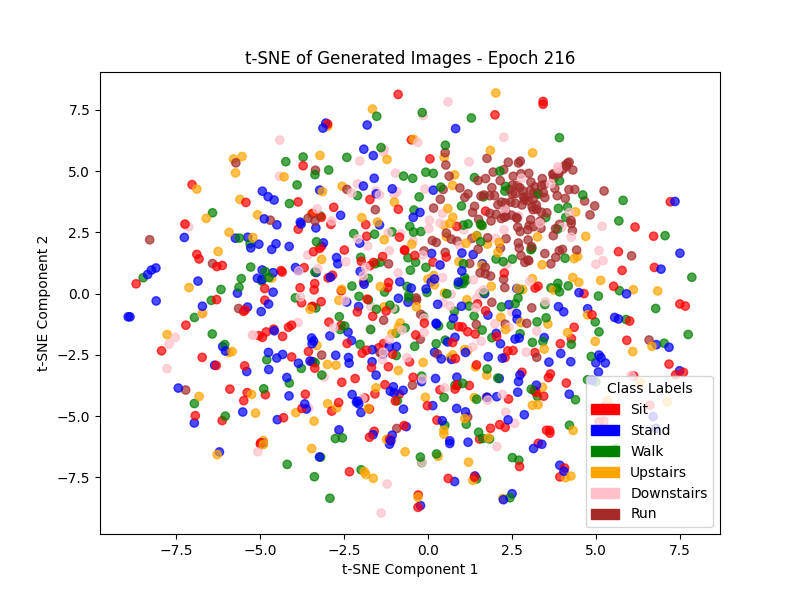 t-SNE of Generated Images - Epoch 216
t-SNE Component 2
7.5
5.0
2.5
0.0
−2.5
−5.0
−7.5
Class Labels
Sit
Stand
Walk
Upstairs
Downstairs
Run
−7.5 −5.0 −2.5 0.0 2.5 5.0 7.5
t-SNE Component 1